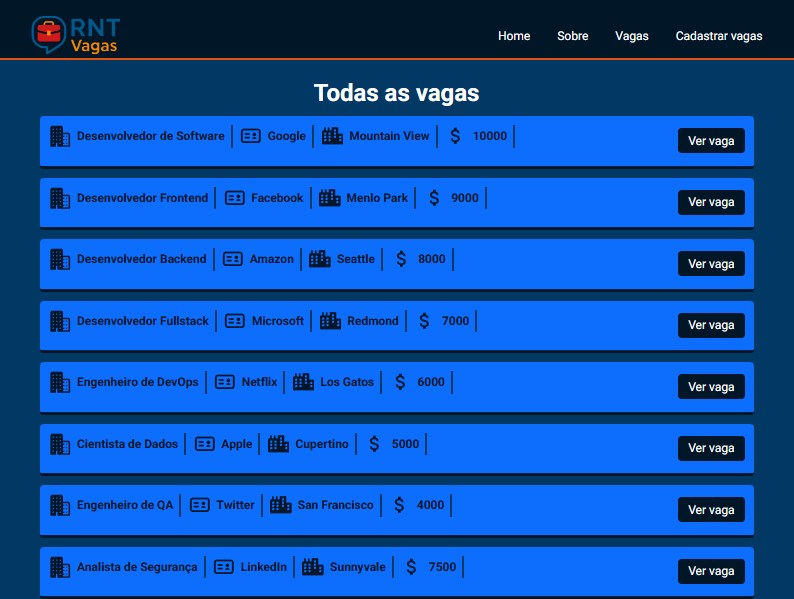 RNT
Vagas
Home Sobre Vagas Cadastrar vagas
Todas as vagas
Desenvolvedor de Software Google Mountain View $ 10000 Ver vaga
Desenvolvedor Frontend Facebook Menlo Park $ 9000 Ver vaga
Desenvolvedor Backend Amazon Seattle $ 8000 Ver vaga
Desenvolvedor Fullstack Microsoft Redmond $ 7000 Ver vaga
Engenheiro de DevOps Netflix Los Gatos $ 6000 Ver vaga
Cientista de Dados Apple Cupertino $ 5000 Ver vaga
Engenheiro de QA Twitter San Francisco $ 4000 Ver vaga
Analista de Segurança LinkedIn Sunnyvale $ 7500 Ver vaga